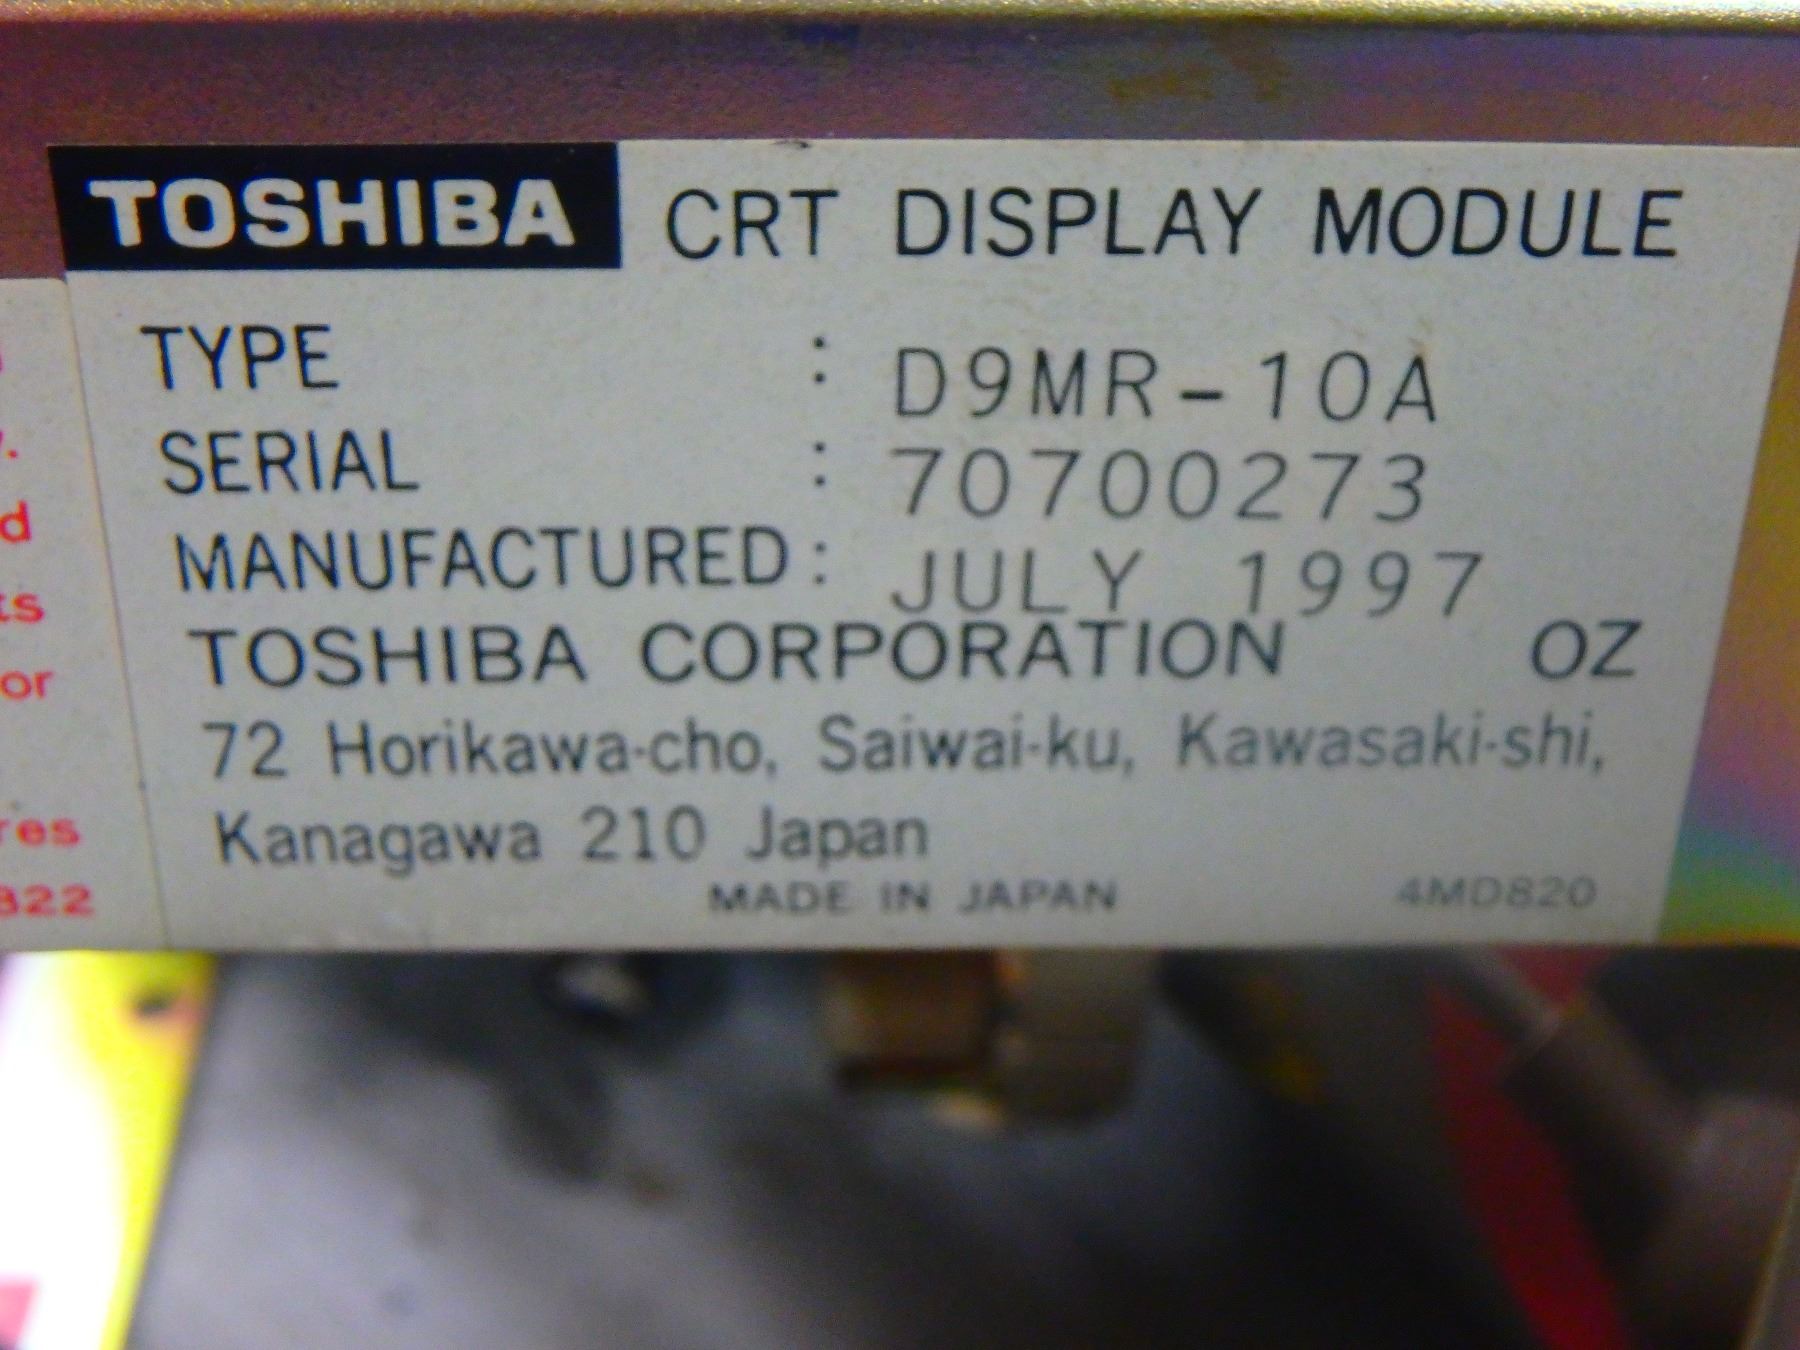 TOSHIBA CRT DISPLAY MODULE
TYPE : D9MR-10A
SERIAL : 70700273
MANUFACTURED : JULY 1997
TOSHIBA CORPORATION OZ
72 Horikawa-cho, Saiwai-ku, Kawasaki-shi,
Kanagawa 210 Japan
MADE IN JAPAN 4MD820
or